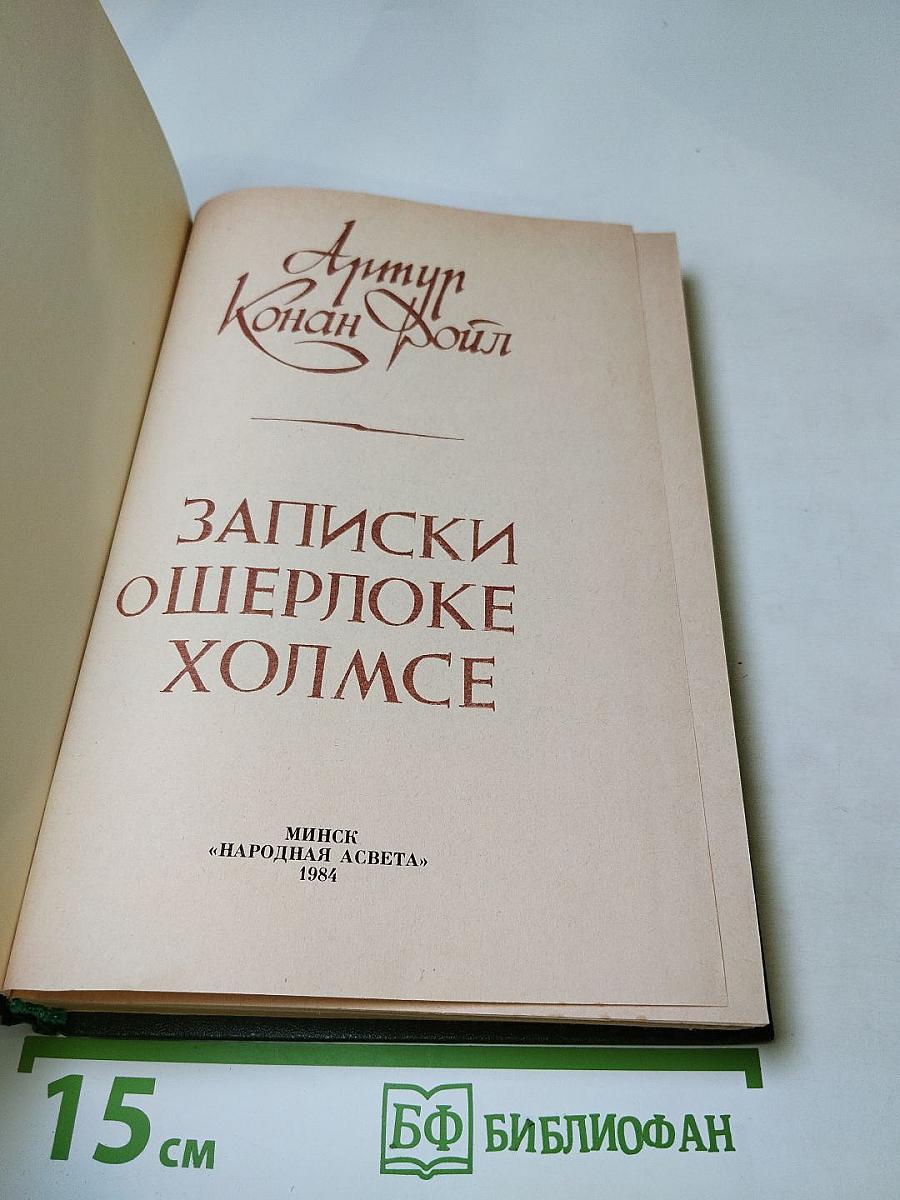 Артур
Конан Дойл
ЗАПИСКИ
О ШЕРЛОКЕ
ХОЛМСЕ
МИНСК
«НАРОДНАЯ АСВЕТА»
1984
15 см
БФ БИБЛИОФАН